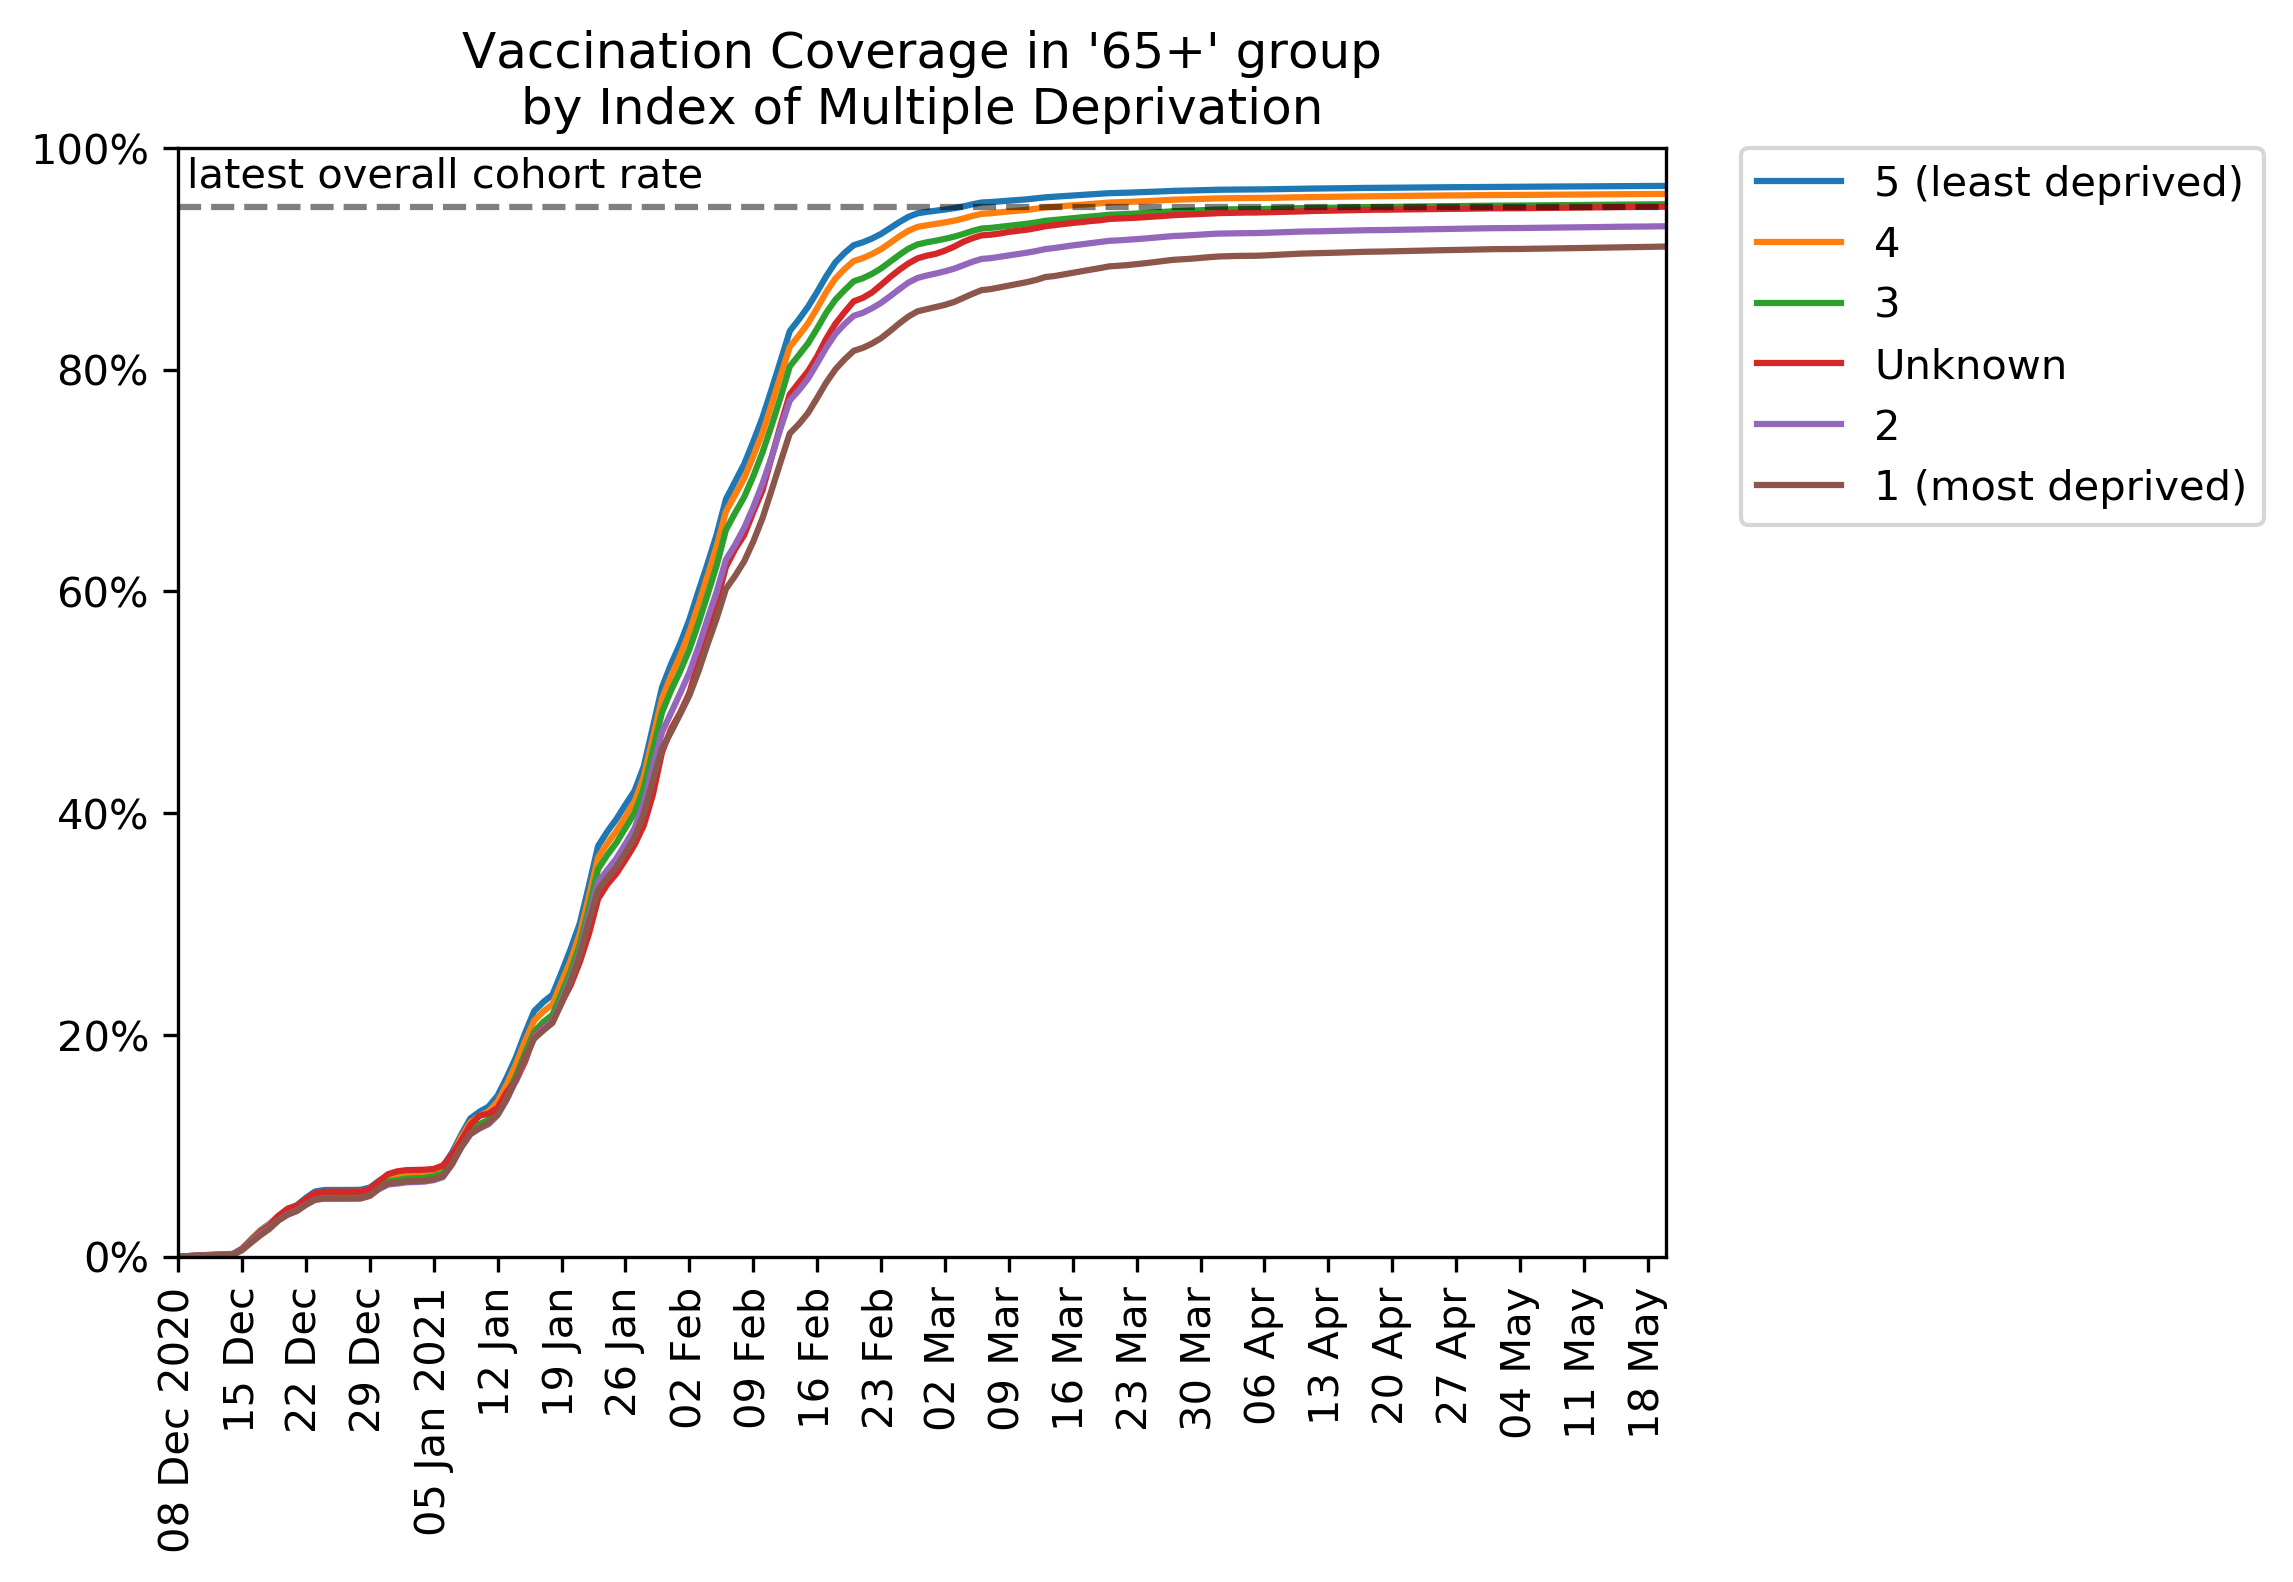 Vaccination Coverage in '65+' group
by Index of Multiple Deprivation
100%
80%
60%
40%
20%
0%
latest overall cohort rate
08 Dec 2020
15 Dec
22 Dec
29 Dec
05 Jan 2021
12 Jan
19 Jan
26 Jan
02 Feb
09 Feb
16 Feb
23 Feb
02 Mar
09 Mar
16 Mar
23 Mar
30 Mar
06 Apr
13 Apr
20 Apr
27 Apr
04 May
11 May
18 May
5 (least deprived)
4
3
Unknown
2
1 (most deprived)